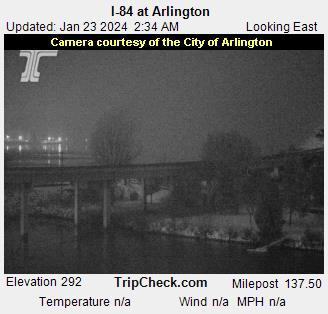 I-84 at Arlington
Updated: Jan 23 2024 2:34 AM Looking East
Camera courtesy of the City of Arlington
Elevation 292 TripCheck.com Milepost 137.50
Temperature n/a Wind n/a MPH n/a